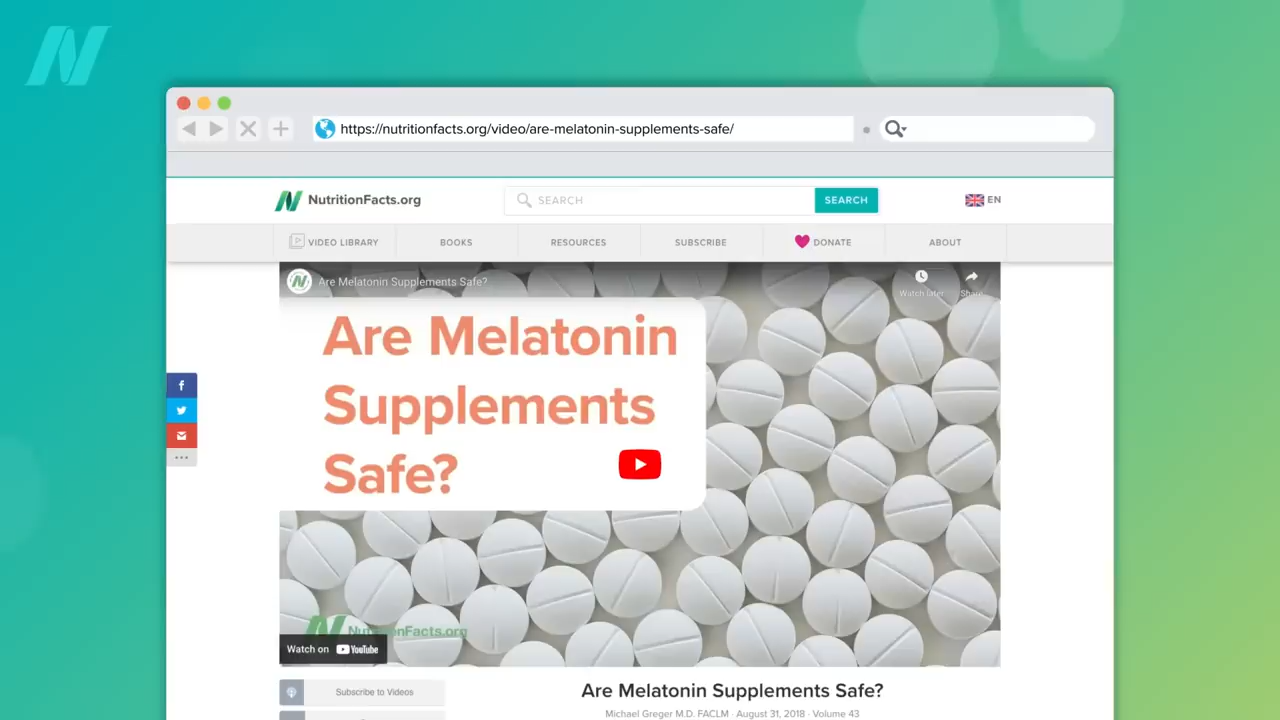 https://nutritionfacts.org/video/are-melatonin-supplements-safe/
NutritionFacts.org
SEARCH
SEARCH
EN
VIDEO LIBRARY
BOOKS
RESOURCES
SUBSCRIBE
DONATE
ABOUT
Are Melatonin Supplements Safe?
Watch later
Share
Are Melatonin
Supplements
Safe?
NutritionFacts.org
Watch on YouTube
Subscribe to Videos
Are Melatonin Supplements Safe?
Michael Greger M.D. FACLM · August 31, 2018 · Volume 43